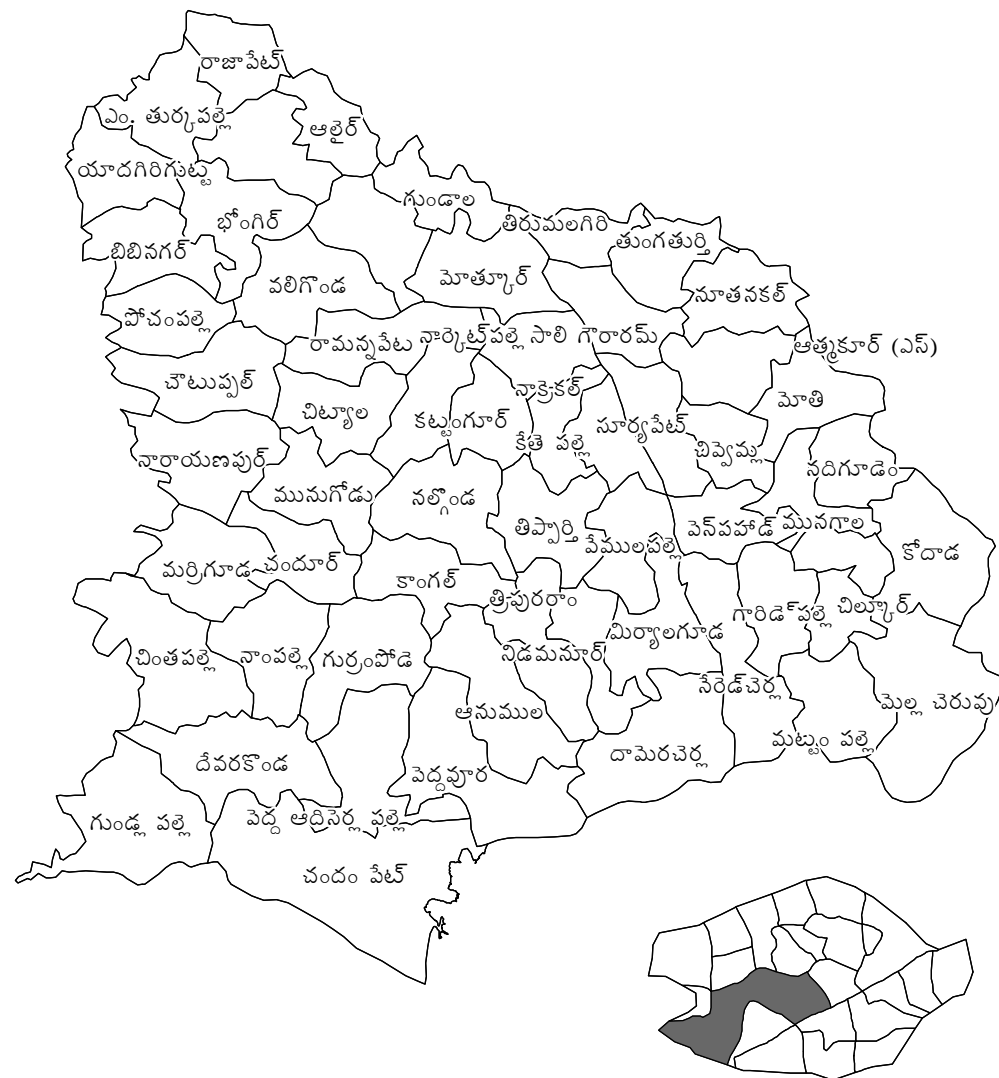 రాజాపేట్
ఎం. తుర్కపల్లె
ఆలైర్
యాదగిరిగుట్ట
గుండాల
భోంగిర్
తిరుమలగిరి
తుంగతుర్తి
బిబినగర్
వలిగొండ
మోత్కూర్
నూతనకల్
పోచంపల్లె
రామన్నపేట
నార్కెట్‌పల్లె
సాలి గౌరారమ్
ఆత్మకూర్ (ఎస్)
చౌటుప్పల్
నాక్రెకల్
మోతి
చిట్యాల
కట్టంగూర్
కేతె పల్లె
సూర్యపేట్
చివ్వెమ్ల
నారాయణపుర్
నదిగూడెం
మునుగోడు
నల్గొండ
తిప్పార్తి
వేములపల్లె
పెన్‌పహాడ్
మునగాల
కోదాడ
మర్రిగూడ
చందూర్
కాంగల్
త్రిపురరాం
గారిడెపల్లె
చిల్కూర్
చింతపల్లె
నాంపల్లె
గుర్రంపోడె
నిడమనూర్
మిర్యాలగూడ
సేరెడ్‌చెర్ల
మెల్ల చెరువు
ఆనుముల
మట్టం పల్లె
దేవరకొండ
పెద్దవూర
దామెరచెర్ల
గుండ్ల పల్లె
పెద్ద ఆదిసెర్ల పల్లె
చందం పేట్